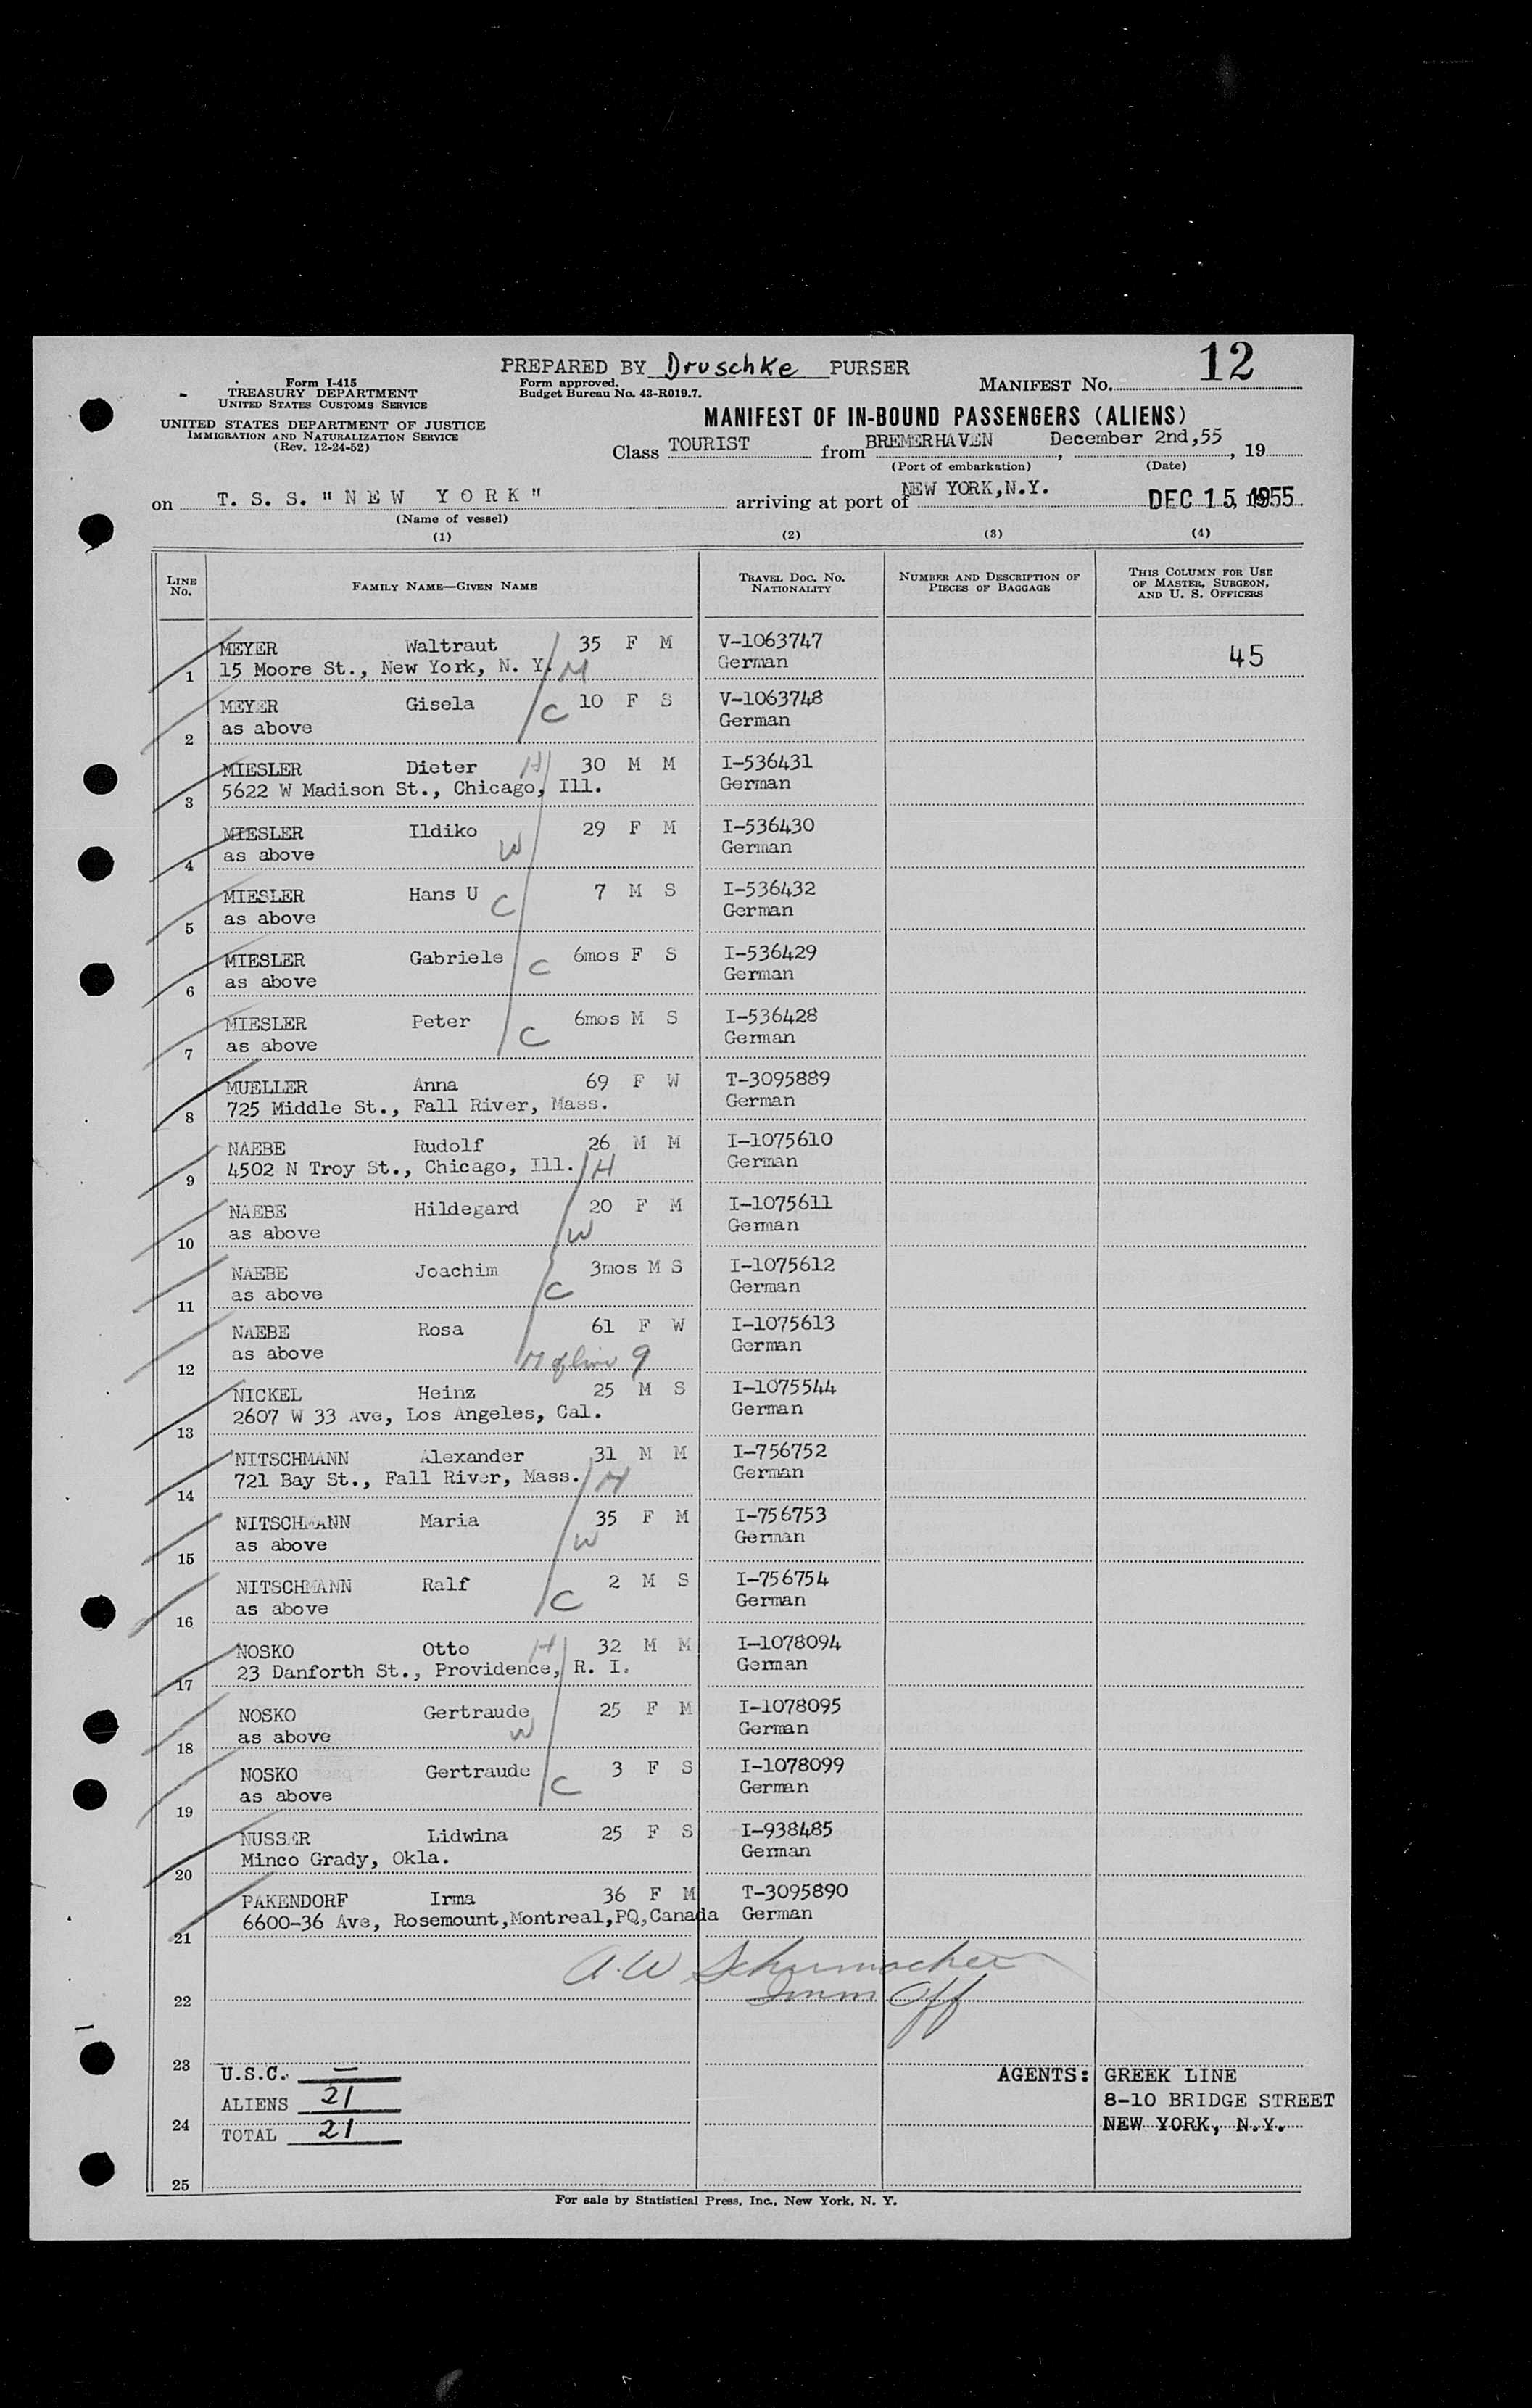 PREPARED BY Druschke PURSER
12
Form I-415
TREASURY DEPARTMENT
UNITED STATES CUSTOMS SERVICE
Form approved.
Budget Bureau No. 43-R019.7.
MANIFEST No.
UNITED STATES DEPARTMENT OF JUSTICE
IMMIGRATION AND NATURALIZATION SERVICE
(Rev. 12-24-52)
MANIFEST OF IN-BOUND PASSENGERS (ALIENS)
Class TOURIST from BREMERHAVEN, December 2nd,55, 19
(Port of embarkation) (Date)
on T. S. S. "NEW YORK" arriving at port of NEW YORK,N.Y. DEC 15 1955
(Name of vessel)
(1) (2) (3) (4)
LINE No. FAMILY NAME—GIVEN NAME TRAVEL DOC. No. NATIONALITY NUMBER AND DESCRIPTION OF PIECES OF BAGGAGE THIS COLUMN FOR USE OF MASTER, SURGEON, AND U. S. OFFICERS
MEYER Waltraut 35 F M V-1063747 45
1 15 Moore St., New York, N. Y. M German
MEYER Gisela C 10 F S V-1063748
2 as above German
MIESLER Dieter H 30 M M I-536431
3 5622 W Madison St., Chicago, Ill. German
MIESLER Ildiko 29 F M I-536430
4 as above W German
MIESLER Hans U C 7 M S I-536432
5 as above German
MIESLER Gabriele C 6mos F S I-536429
6 as above German
MIESLER Peter C 6mos M S I-536428
7 as above German
MUELLER Anna 69 F W T-3095889
8 725 Middle St., Fall River, Mass. German
NAEBE Rudolf 26 M M I-1075610
9 4502 N Troy St., Chicago, Ill. H German
NAEBE Hildegard 20 F M I-1075611
10 as above W German
NAEBE Joachim 3mos M S I-1075612
11 as above C German
NAEBE Rosa 61 F W I-1075613
12 as above M of line 9 German
NICKEL Heinz 25 M S I-1075544
13 2607 W 33 Ave, Los Angeles, Cal. German
NITSCHMANN Alexander 31 M M I-756752
14 721 Bay St., Fall River, Mass. H German
NITSCHMANN Maria 35 F M I-756753
15 as above W German
NITSCHMANN Ralf 2 M S I-756754
16 as above C German
NOSKO Otto H 32 M M I-1078094
17 23 Danforth St., Providence, R. I. German
NOSKO Gertraude 25 F M I-1078095
18 as above W German
NOSKO Gertraude 3 F S I-1078099
19 as above C German
NUSSER Lidwina 25 F S I-938485
20 Minco Grady, Okla. German
PAKENDORF Irma 36 F M T-3095890
21 6600-36 Ave, Rosemount,Montreal,PQ,Canada German
A.W Schumacher
22 Imm Off
23
U.S.C. — AGENTS: GREEK LINE
ALIENS 21 8-10 BRIDGE STREET
24 TOTAL 21 NEW YORK, N.Y.
25
For sale by Statistical Press, Inc., New York, N. Y.